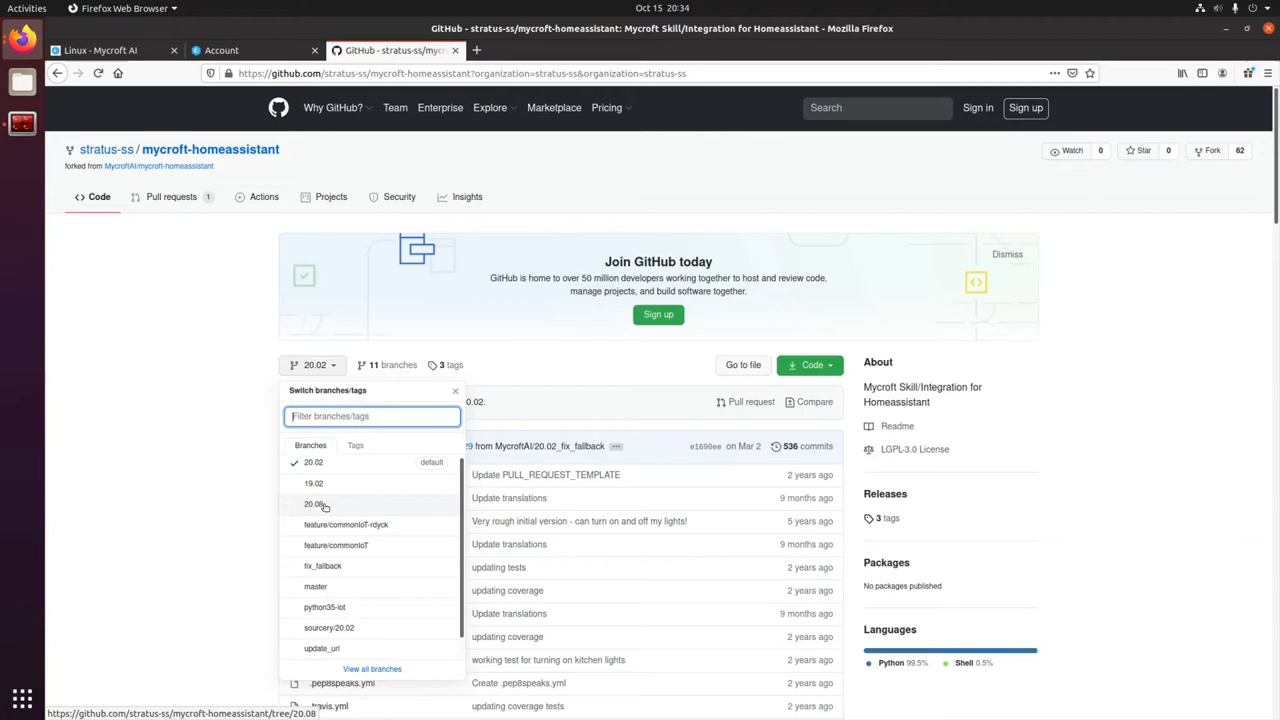 Activities
Firefox Web Browser
Oct 15 20:34
GitHub - stratus-ss/mycroft-homeassistant: Mycroft Skill/Integration for Homeassistant - Mozilla Firefox
Linux - Mycroft AI
Account
GitHub - stratus-ss/mycr
https://github.com/stratus-ss/mycroft-homeassistant?organization=stratus-ss&organization=stratus-ss
Why GitHub? Team Enterprise Explore Marketplace Pricing
Search
Sign in
Sign up
stratus-ss / mycroft-homeassistant
forked from MycroftAI/mycroft-homeassistant
Watch 0
Star 0
Fork 62
Code
Pull requests 1
Actions
Projects
Security
Insights
Join GitHub today
GitHub is home to over 50 million developers working together to host and review code,
manage projects, and build software together.
Sign up
Dismiss
20.02
11 branches
3 tags
Go to file
Code
Switch branches/tags
Filter branches/tags
Branches
Tags
20.02 default
19.02
20.08
feature/commonIoT-rdyck
feature/commonIoT
fix_fallback
master
python35-iot
sourcery/20.02
update_url
View all branches
0.02.
Pull request
Compare
29 from MycroftAI/20.02_fix_fallback
e1690ee on Mar 2
536 commits
Update PULL_REQUEST_TEMPLATE 2 years ago
Update translations 9 months ago
Very rough initial version - can turn on and off my lights! 5 years ago
Update translations 9 months ago
updating tests 2 years ago
updating coverage 2 years ago
Update translations 9 months ago
updating coverage 2 years ago
working test for turning on kitchen lights 2 years ago
.pep8speaks.yml Create .pep8speaks.yml 2 years ago
.travis.yml updating coverage tests 2 years ago
About
Mycroft Skill/Integration for
Homeassistant
Readme
LGPL-3.0 License
Releases
3 tags
Packages
No packages published
Languages
Python 99.5%
Shell 0.5%
https://github.com/stratus-ss/mycroft-homeassistant/tree/20.08